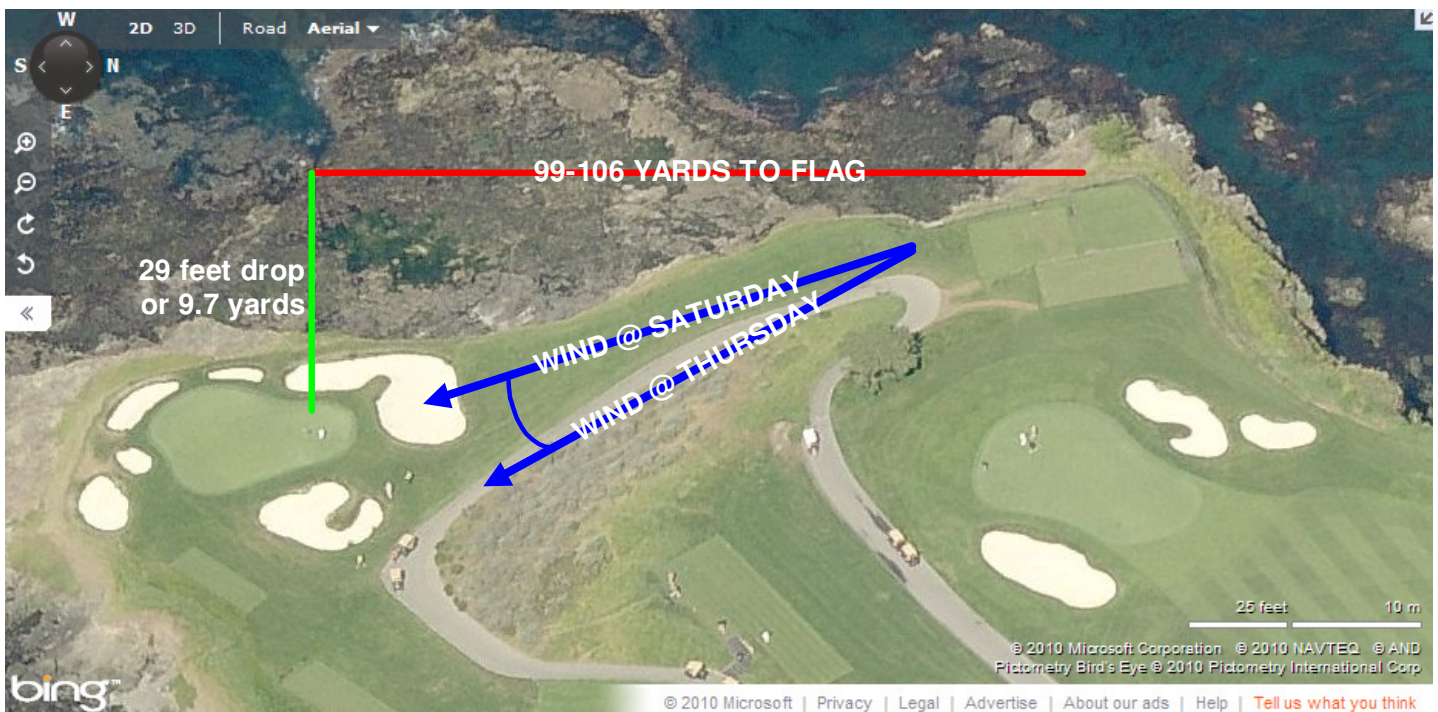 W
2D 3D Road Aerial
S N
E
99-106 YARDS TO FLAG
29 feet drop
or 9.7 yards
WIND @ SATURDAY
WIND @ THURSDAY
25 feet 10 m
© 2010 Microsoft Corporation © 2010 NAVTEQ © AND
Pictometry Bird's Eye © 2010 Pictometry International Corp
bing™
© 2010 Microsoft | Privacy | Legal | Advertise | About our ads | Help | Tell us what you think